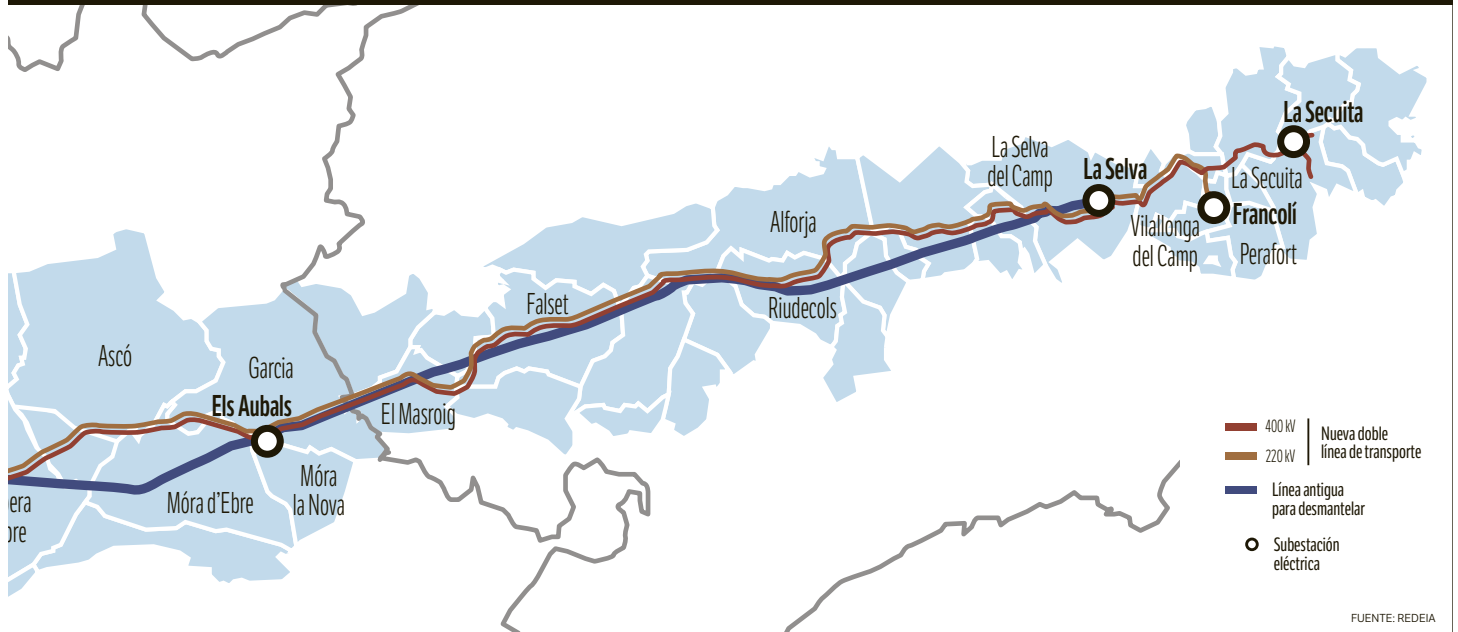 La Secuita
La Selva
del Camp
La Selva
La Secuita
Francolí
Vilallonga
del Camp
Perafort
Alforja
Riudecols
Falset
Ascó
Garcia
Els Aubals
El Masroig
Móra
la Nova
Móra d'Ebre
era
bre
400 kV
220 kV
Nueva doble
línea de transporte
Línea antigua
para desmantelar
Subestación
eléctrica
FUENTE: REDEIA